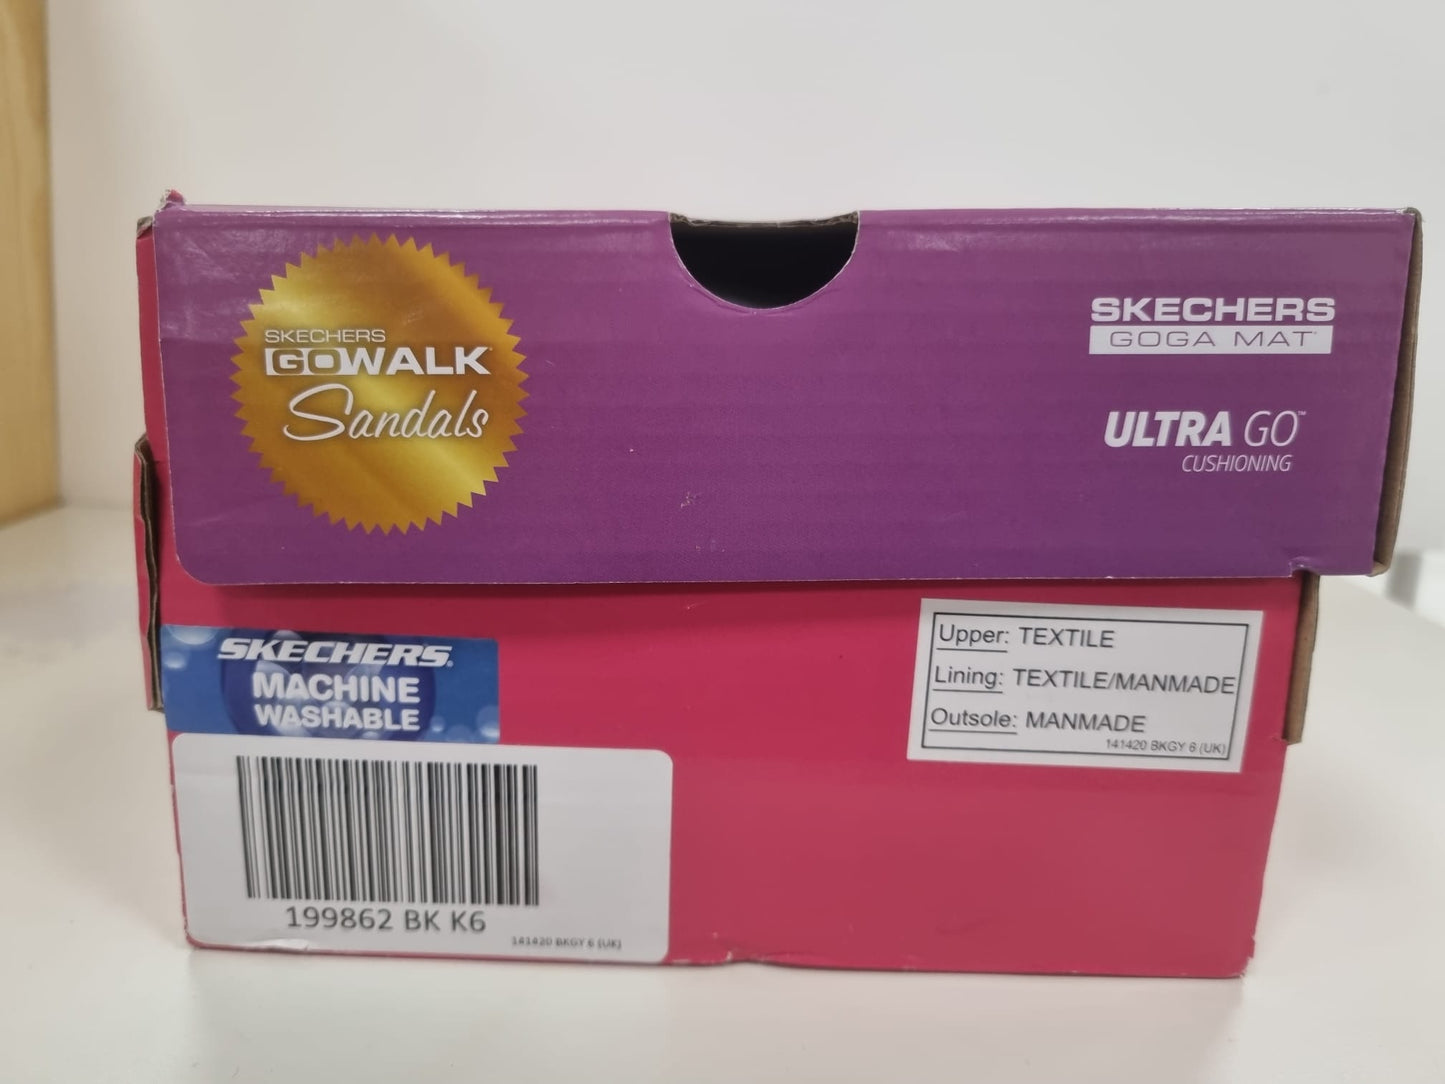 SKECHERS
GOWALK
Sandals
SKECHERS
GOGA MAT
ULTRA GO™
CUSHIONING
SKECHERS®
MACHINE
WASHABLE
Upper: TEXTILE
Lining: TEXTILE/MANMADE
Outsole: MANMADE
141420 BKGY 6 (UK)
199862 BK K6
141420 BKGY 6 (UK)